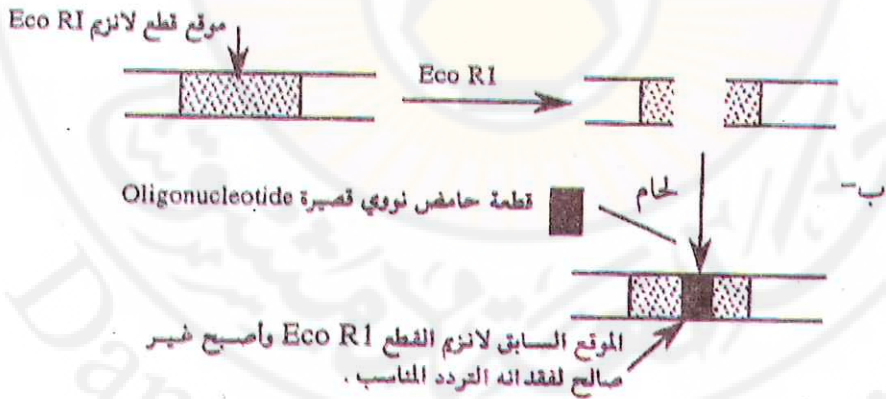 موقع قطع لانزيم Eco RI
Eco R1
ب-
لحام
قطعة حامض نووي قصيرة Oligonucleotide
الموقع السابق لانزيم القطع Eco R1 وأصبح غير
صالح لفقدانه التردد المناسب .